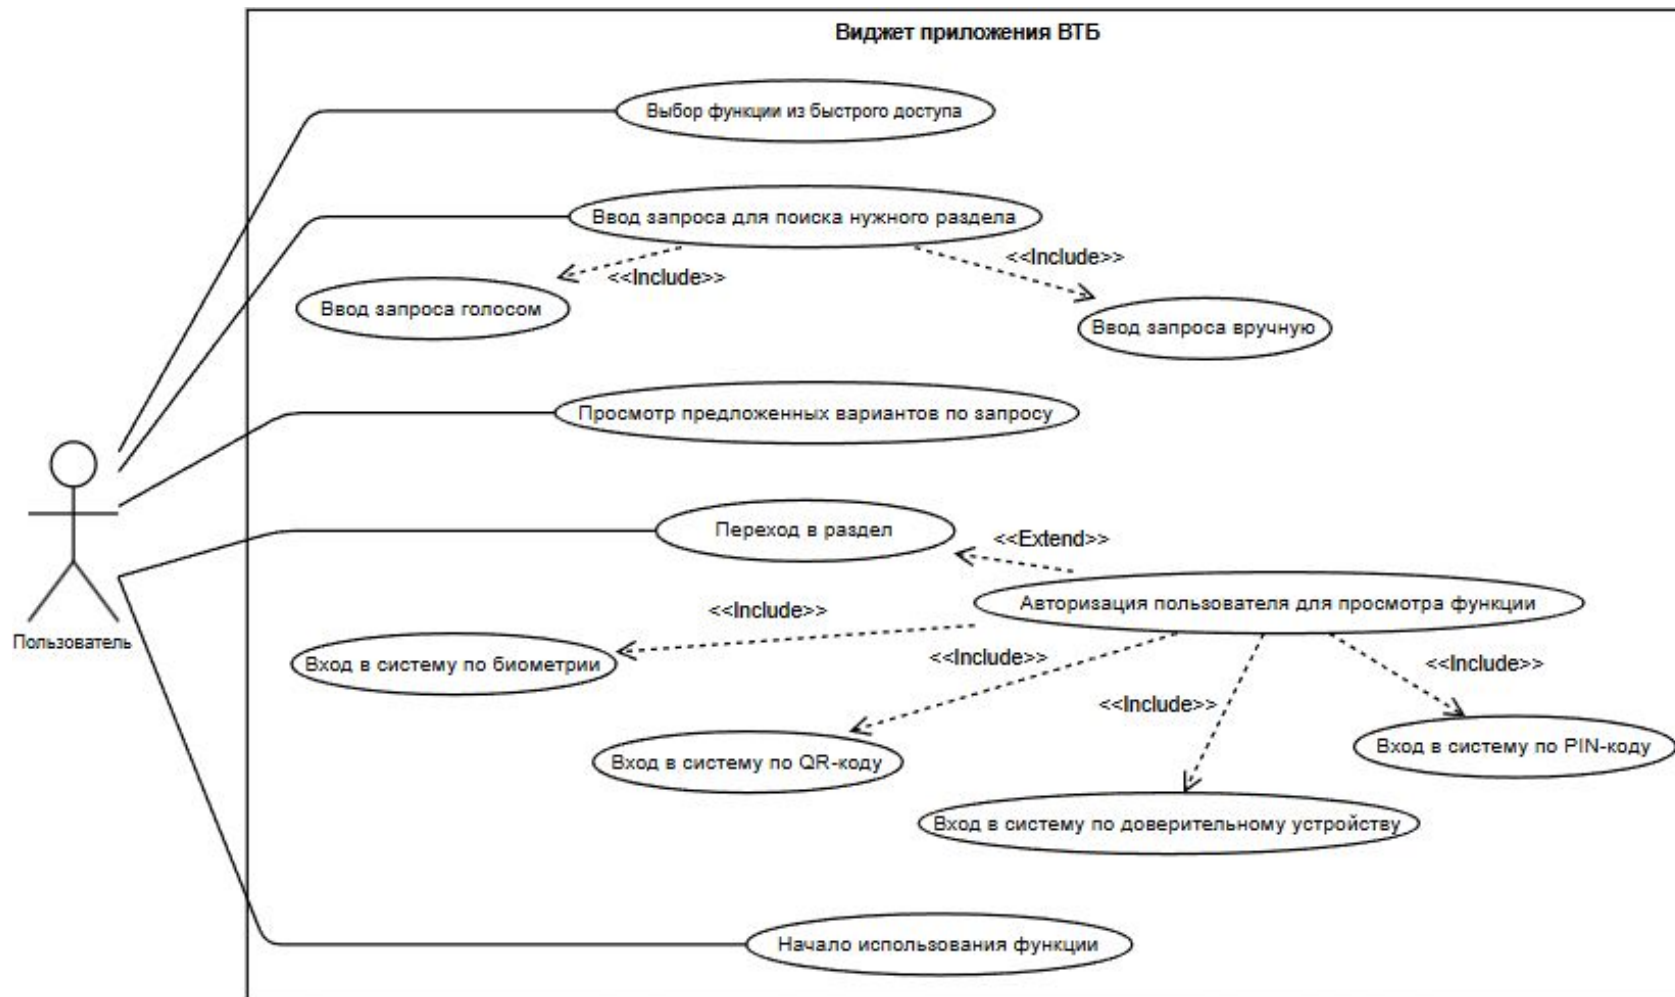 Виджет приложения ВТБ
Выбор функции из быстрого доступа
Ввод запроса для поиска нужного раздела
<<Include>>
<<Include>>
Ввод запроса голосом
Ввод запроса вручную
Просмотр предложенных вариантов по запросу
Переход в раздел
<<Extend>>
Авторизация пользователя для просмотра функции
<<Include>>
Пользователь
Вход в систему по биометрии
<<Include>>
<<Include>>
<<Include>>
Вход в систему по QR-коду
Вход в систему по PIN-коду
Вход в систему по доверительному устройству
Начало использования функции